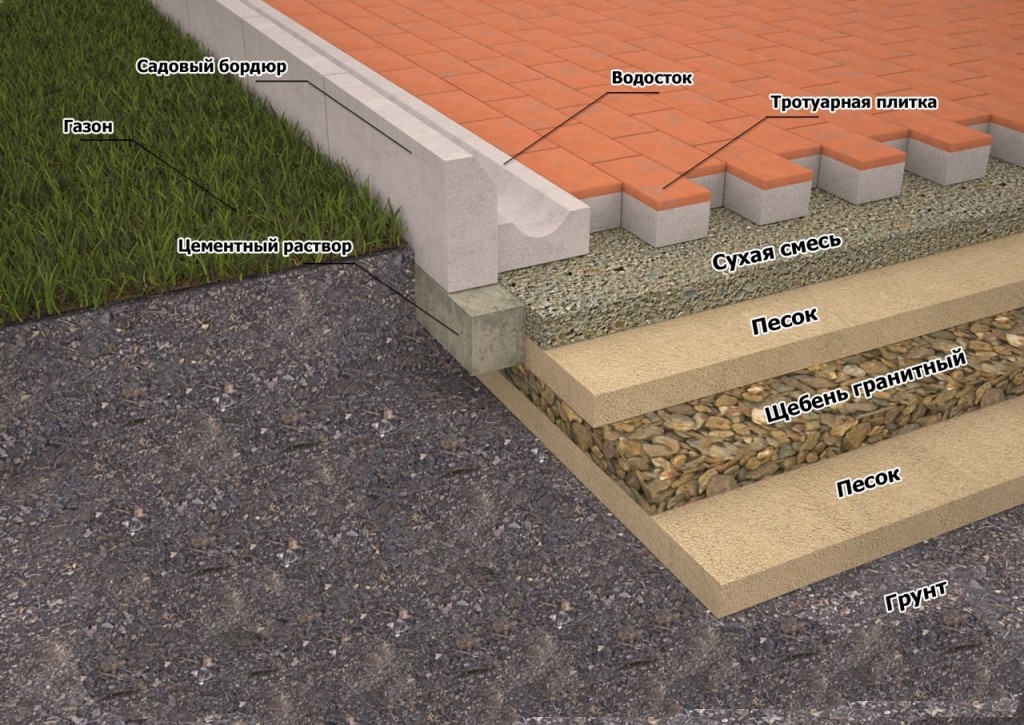 Садовый бордюр
Водосток
Тротуарная плитка
Газон
Цементный раствор
Сухая смесь
Песок
Щебень гранитный
Песок
Грунт